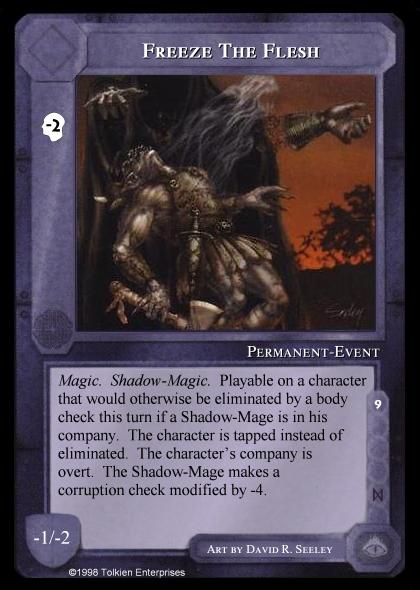 FREEZE THE FLESH
-2
Seeley
PERMANENT-EVENT
Magic. Shadow-Magic. Playable on a character
that would otherwise be eliminated by a body
check this turn if a Shadow-Mage is in his
company. The character is tapped instead of
eliminated. The character's company is
overt. The Shadow-Mage makes a
corruption check modified by -4.
9
-1/-2
ART BY DAVID R. SEELEY
©1998 Tolkien Enterprises